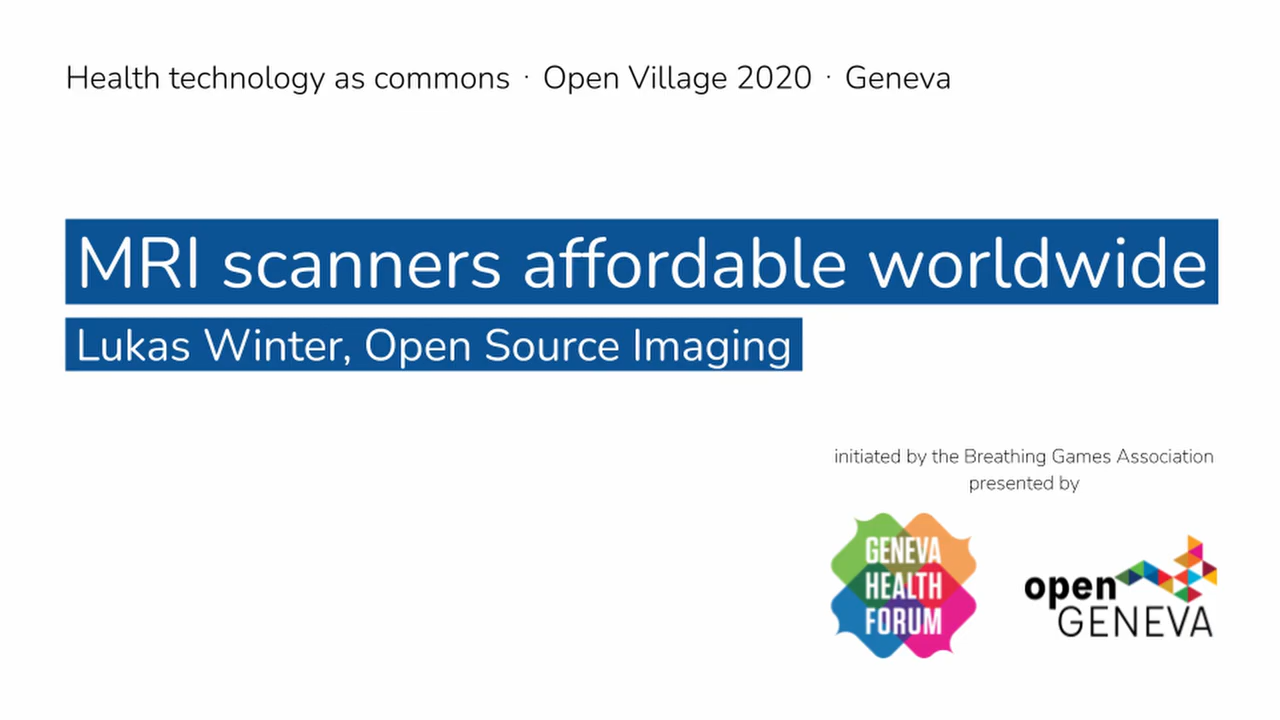 Health technology as commons · Open Village 2020 · Geneva
MRI scanners affordable worldwide
Lukas Winter, Open Source Imaging
initiated by the Breathing Games Association
presented by
GENEVA
HEALTH
FORUM
open
GENEVA